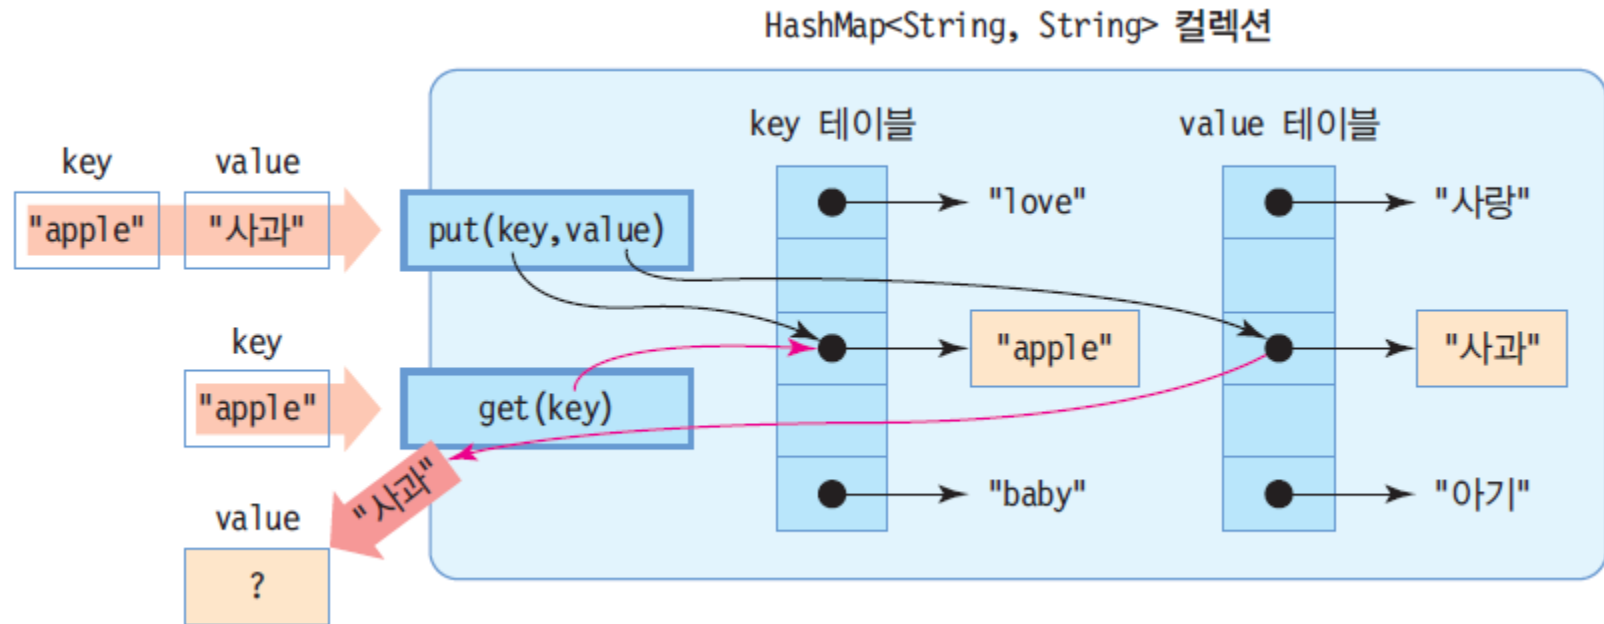 HashMap<String, String> 컬렉션
key 테이블
value 테이블
key
value
"apple"
"사과"
put(key,value)
"love"
"사랑"
key
"apple"
get(key)
"apple"
"사과"
"사과"
value
?
"baby"
"아기"